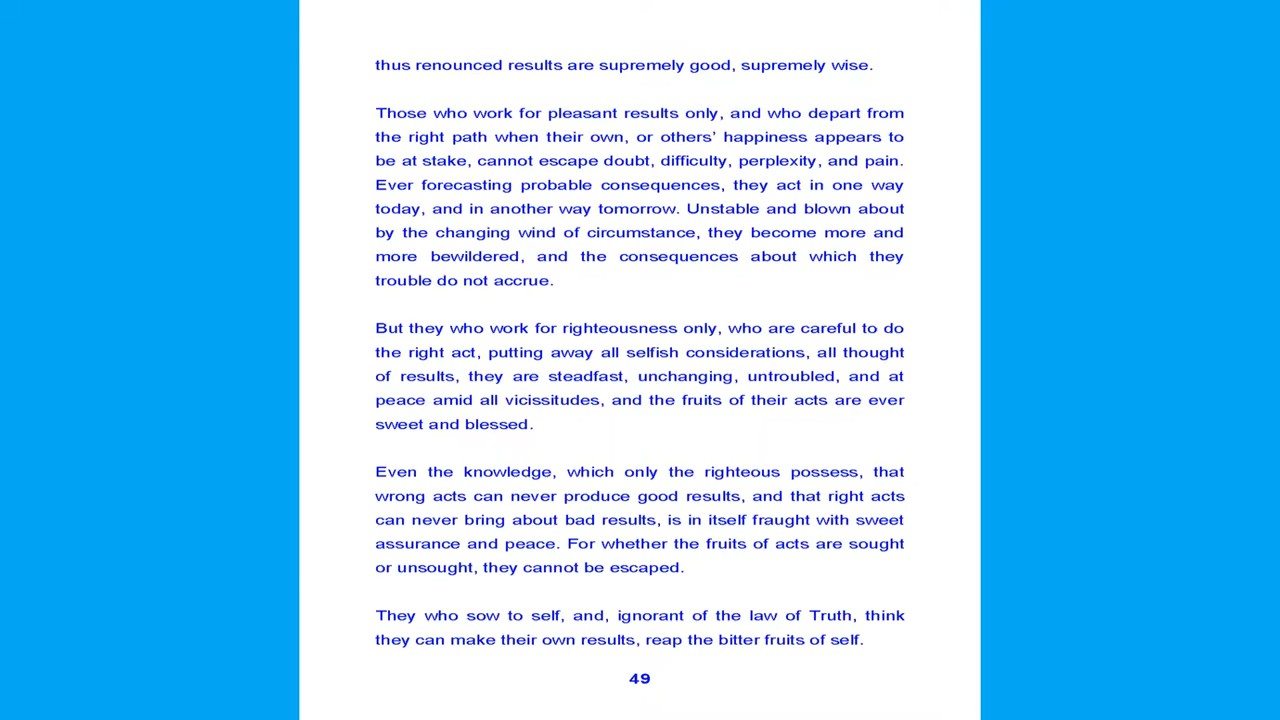 thus renounced results are supremely good, supremely wise.
Those who work for pleasant results only, and who depart from
the right path when their own, or others’ happiness appears to
be at stake, cannot escape doubt, difficulty, perplexity, and pain.
Ever forecasting probable consequences, they act in one way
today, and in another way tomorrow. Unstable and blown about
by the changing wind of circumstance, they become more and
more bewildered, and the consequences about which they
trouble do not accrue.
But they who work for righteousness only, who are careful to do
the right act, putting away all selfish considerations, all thought
of results, they are steadfast, unchanging, untroubled, and at
peace amid all vicissitudes, and the fruits of their acts are ever
sweet and blessed.
Even the knowledge, which only the righteous possess, that
wrong acts can never produce good results, and that right acts
can never bring about bad results, is in itself fraught with sweet
assurance and peace. For whether the fruits of acts are sought
or unsought, they cannot be escaped.
They who sow to self, and, ignorant of the law of Truth, think
they can make their own results, reap the bitter fruits of self.
49